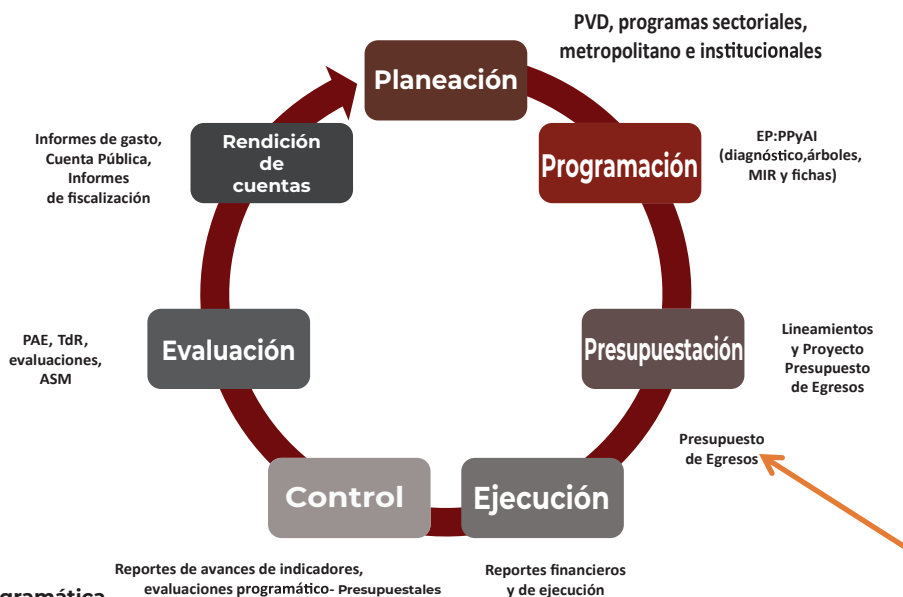 PVD, programas sectoriales,
metropolitano e institucionales
Planeación
Informes de gasto,
Cuenta Pública,
Informes
de fiscalización
Rendición
de
cuentas
Programación
EP:PPyAI
(diagnóstico,árboles,
MIR y fichas)
PAE, TdR,
evaluaciones,
ASM
Evaluación
Presupuestación
Lineamientos
y Proyecto
Presupuesto
de Egresos
Presupuesto
de Egresos
Control
Ejecución
Reportes de avances de indicadores,
evaluaciones programático- Presupuestales
Reportes financieros
y de ejecución
gramática